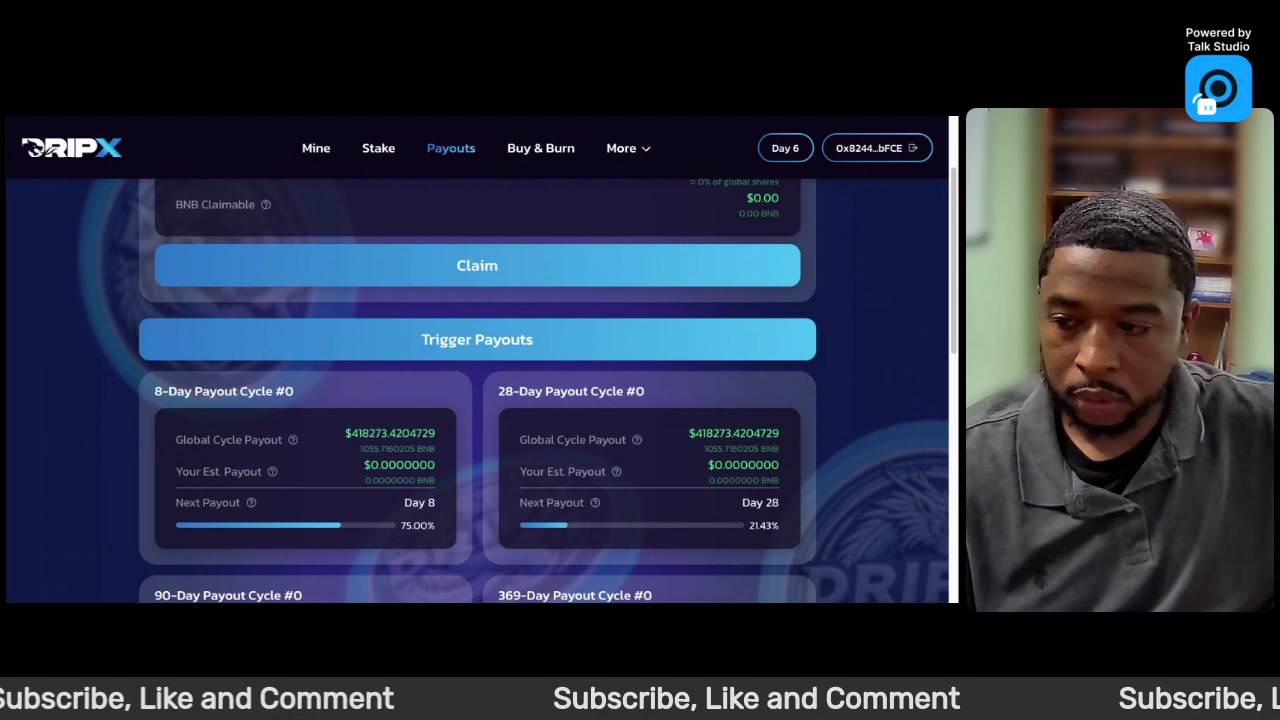 Powered by
Talk Studio
DRIPX
Mine
Stake
Payouts
Buy & Burn
More
Day 6
0x8244...bFCE
≈ 0% of global shares
BNB Claimable
$0.00
0.00 BNB
Claim
Trigger Payouts
8-Day Payout Cycle #0
Global Cycle Payout
$418273.4204729
1055.7160205 BNB
Your Est. Payout
$0.0000000
0.0000000 BNB
Next Payout
Day 8
75.00%
28-Day Payout Cycle #0
Global Cycle Payout
$418273.4204729
1055.7160205 BNB
Your Est. Payout
$0.0000000
0.0000000 BNB
Next Payout
Day 28
21.43%
90-Day Payout Cycle #0
369-Day Payout Cycle #0
DRIP
Subscribe, Like and Comment
Subscribe, Like and Comment
Subscribe, L